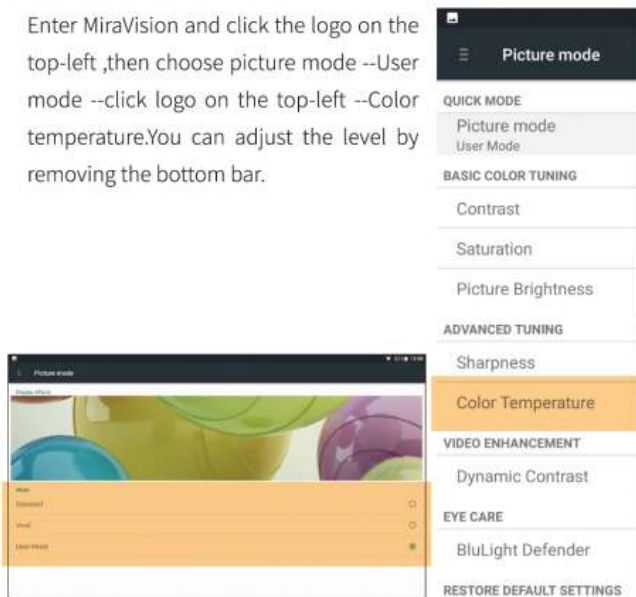 Enter MiraVision and click the logo on the
top-left ,then choose picture mode --User
mode --click logo on the top-left --Color
temperature.You can adjust the level by
removing the bottom bar.
Picture mode
QUICK MODE
Picture mode
User Mode
BASIC COLOR TUNING
Contrast
Saturation
Picture Brightness
ADVANCED TUNING
Sharpness
Color Temperature
VIDEO ENHANCEMENT
Dynamic Contrast
EYE CARE
BluLight Defender
RESTORE DEFAULT SETTINGS
Picture mode
Display effect
Mode
Standard
Vivid
User Mode